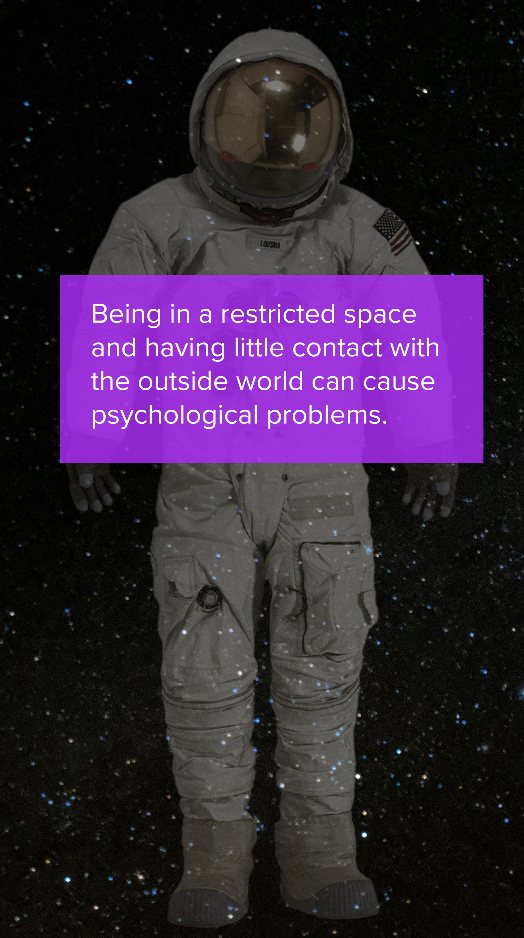 LOUSMA
Being in a restricted space
and having little contact with
the outside world can cause
psychological problems.